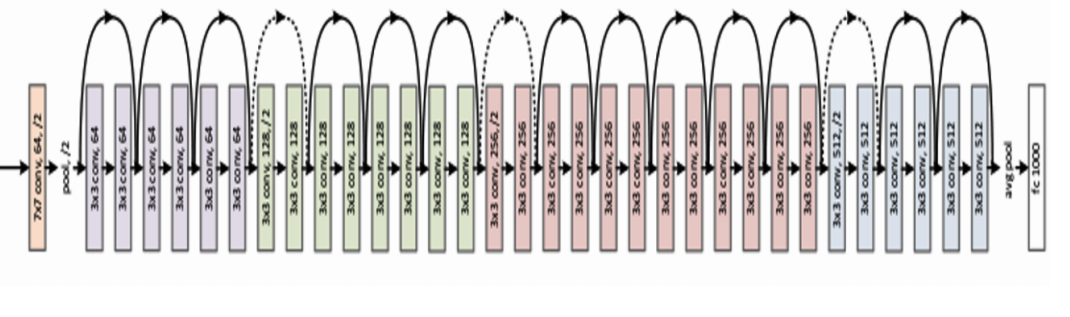 7x7 conv, 64, /2
pool, /2
3x3 conv, 64
3x3 conv, 64
3x3 conv, 64
3x3 conv, 64
3x3 conv, 64
3x3 conv, 64
3x3 conv, 128, /2
3x3 conv, 128
3x3 conv, 128
3x3 conv, 128
3x3 conv, 128
3x3 conv, 128
3x3 conv, 128
3x3 conv, 128
3x3 conv, 256, /2
3x3 conv, 256
3x3 conv, 256
3x3 conv, 256
3x3 conv, 256
3x3 conv, 256
3x3 conv, 256
3x3 conv, 256
3x3 conv, 256
3x3 conv, 256
3x3 conv, 256
3x3 conv, 256
3x3 conv, 512, /2
3x3 conv, 512
3x3 conv, 512
3x3 conv, 512
3x3 conv, 512
3x3 conv, 512
avg pool
fc 1000